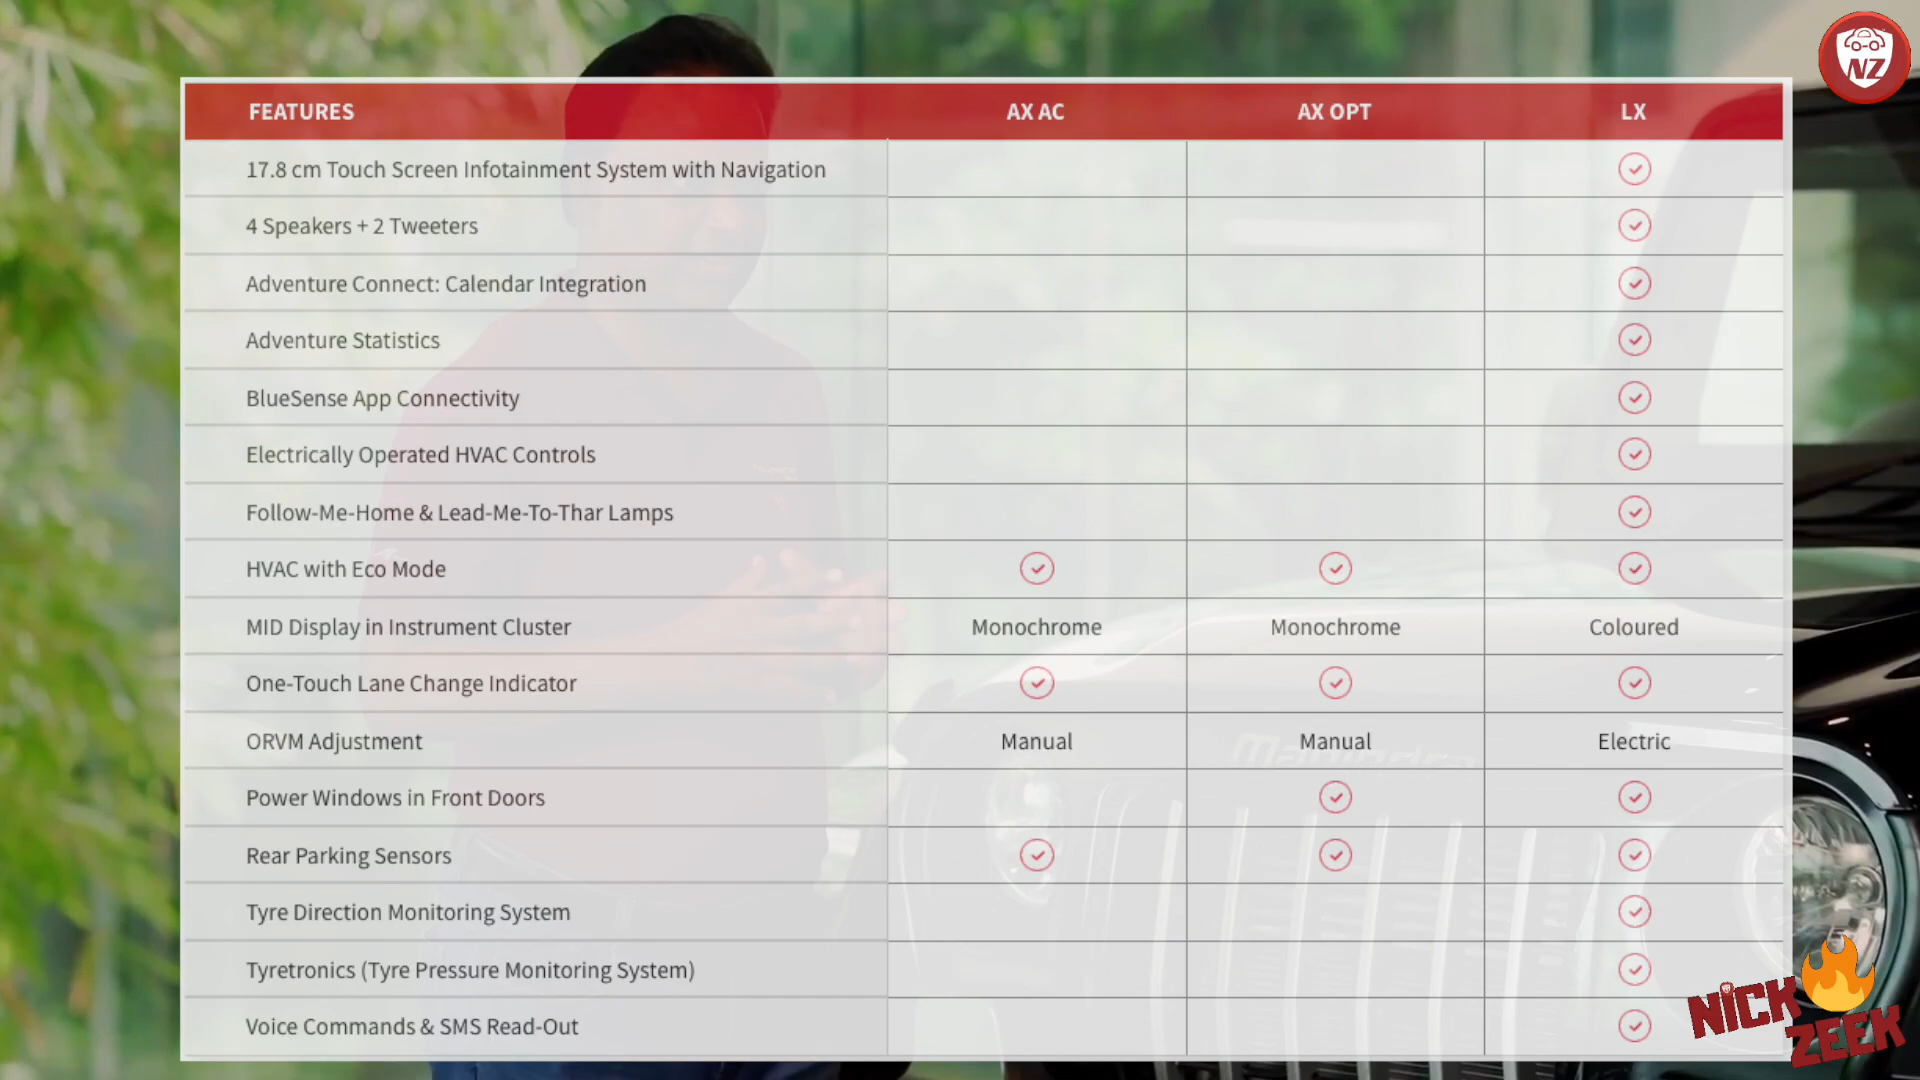 NZ
FEATURES AX AC AX OPT LX
17.8 cm Touch Screen Infotainment System with Navigation
4 Speakers + 2 Tweeters
Adventure Connect: Calendar Integration
Adventure Statistics
BlueSense App Connectivity
Electrically Operated HVAC Controls
Follow-Me-Home & Lead-Me-To-Thar Lamps
HVAC with Eco Mode
MID Display in Instrument Cluster Monochrome Monochrome Coloured
One-Touch Lane Change Indicator
ORVM Adjustment Manual Manual Electric
Mahindra
Power Windows in Front Doors
Rear Parking Sensors
Tyre Direction Monitoring System
Tyretronics (Tyre Pressure Monitoring System)
Voice Commands & SMS Read-Out
NICK
ZEEK